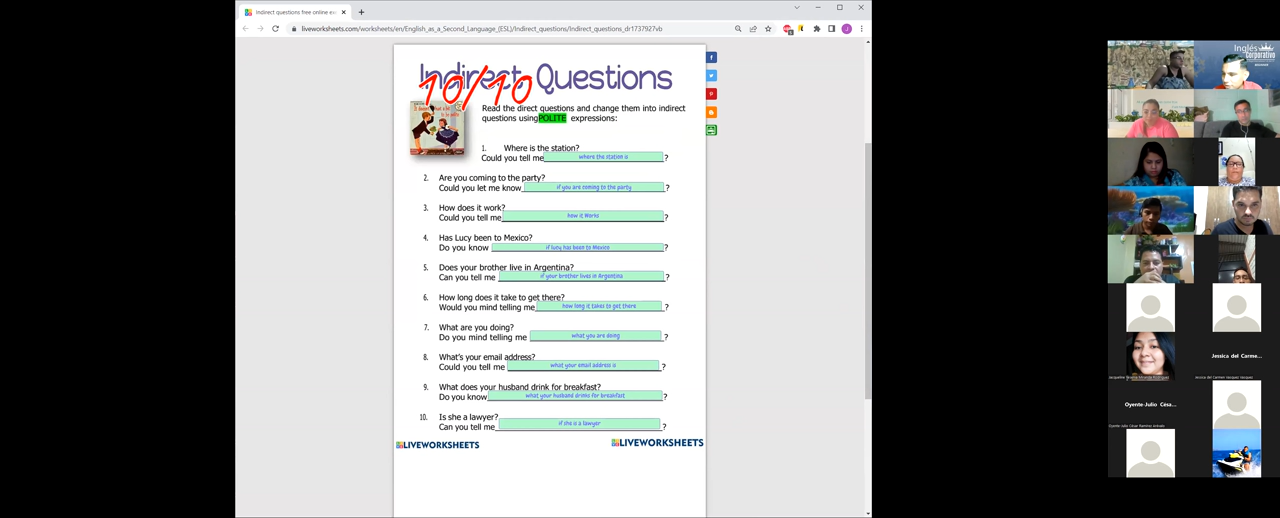 Indirect questions free online ex
liveworksheets.com/worksheets/en/English_as_a_Second_Language_(ESL)/Indirect_questions/Indirect_questions_dr1737927vb
Indirect Questions
10/10
Read the direct questions and change them into indirect
questions using POLITE expressions:
1. Where is the station?
Could you tell me where the station is ?
2. Are you coming to the party?
Could you let me know if you are coming to the party ?
3. How does it work?
Could you tell me how it Works ?
4. Has Lucy been to Mexico?
Do you know if lucy has been to Mexico ?
5. Does your brother live in Argentina?
Can you tell me if your brother lives in Argentina ?
6. How long does it take to get there?
Would you mind telling me how long it takes to get there ?
7. What are you doing?
Do you mind telling me what you are doing ?
8. What's your email address?
Could you tell me what your email address is ?
9. What does your husband drink for breakfast?
Do you know what your husband drinks for breakfast ?
10. Is she a lawyer?
Can you tell me if she is a lawyer ?
LIVEWORKSHEETS
LIVEWORKSHEETS
Inglés
Corporativo
Jessica del Carme...
Jessica del Carmen Vazquez Vazquez
Oyente-Julio Césa...
Oyente-Julio César Ramírez